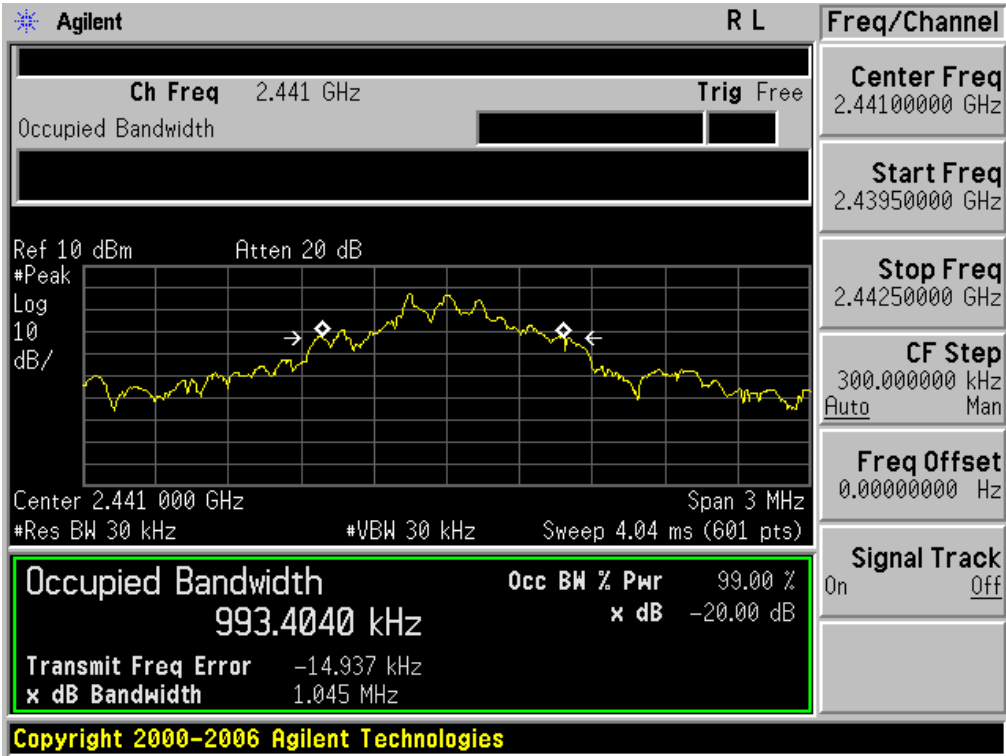 Agilent R L
Freq/Channel
Ch Freq 2.441 GHz Trig Free
Occupied Bandwidth
Ref 10 dBm Atten 20 dB
#Peak
Log
10
dB/
Center 2.441 000 GHz Span 3 MHz
#Res BW 30 kHz #VBW 30 kHz Sweep 4.04 ms (601 pts)
Occupied Bandwidth
993.4040 kHz
Occ BW % Pwr 99.00 %
x dB -20.00 dB
Transmit Freq Error -14.937 kHz
x dB Bandwidth 1.045 MHz
Center Freq
2.44100000 GHz
Start Freq
2.43950000 GHz
Stop Freq
2.44250000 GHz
CF Step
300.000000 kHz
Auto Man
Freq Offset
0.00000000 Hz
Signal Track
On Off
Copyright 2000-2006 Agilent Technologies